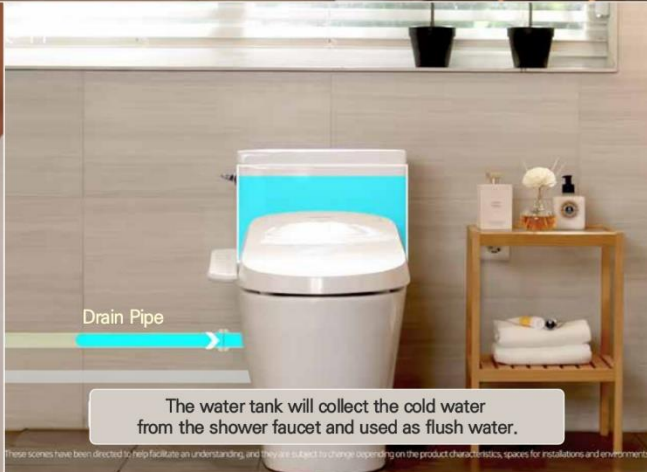 Drain Pipe
The water tank will collect the cold water
from the shower faucet and used as flush water.
These scenes have been directed to help facilitate an understanding, and they are subject to change depending on the product characteristics, spaces for installations and environments